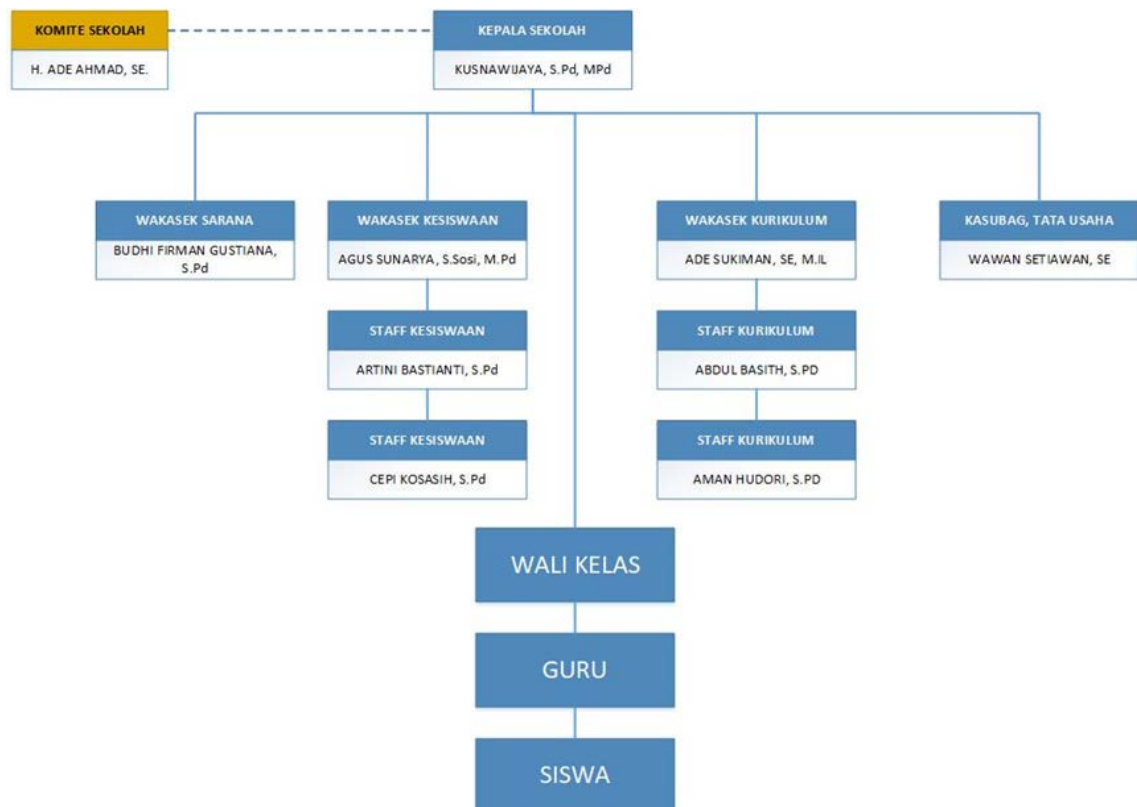 KOMITE SEKOLAH
H. ADE AHMAD, SE.
KEPALA SEKOLAH
KUSNAWIJAYA, S.Pd, MPd
WAKASEK SARANA
BUDHI FIRMAN GUSTIANA,
S.Pd
WAKASEK KESISWAAN
AGUS SUNARYA, S.Sosi, M.Pd
WAKASEK KURIKULUM
ADE SUKIMAN, SE, M.IL
KASUBAG, TATA USAHA
WAWAN SETIAWAN, SE
STAFF KESISWAAN
ARTINI BASTIANTI, S.Pd
STAFF KURIKULUM
ABDUL BASITH, S.PD
STAFF KESISWAAN
CEPI KOSASIH, S.Pd
STAFF KURIKULUM
AMAN HUDORI, S.PD
WALI KELAS
GURU
SISWA